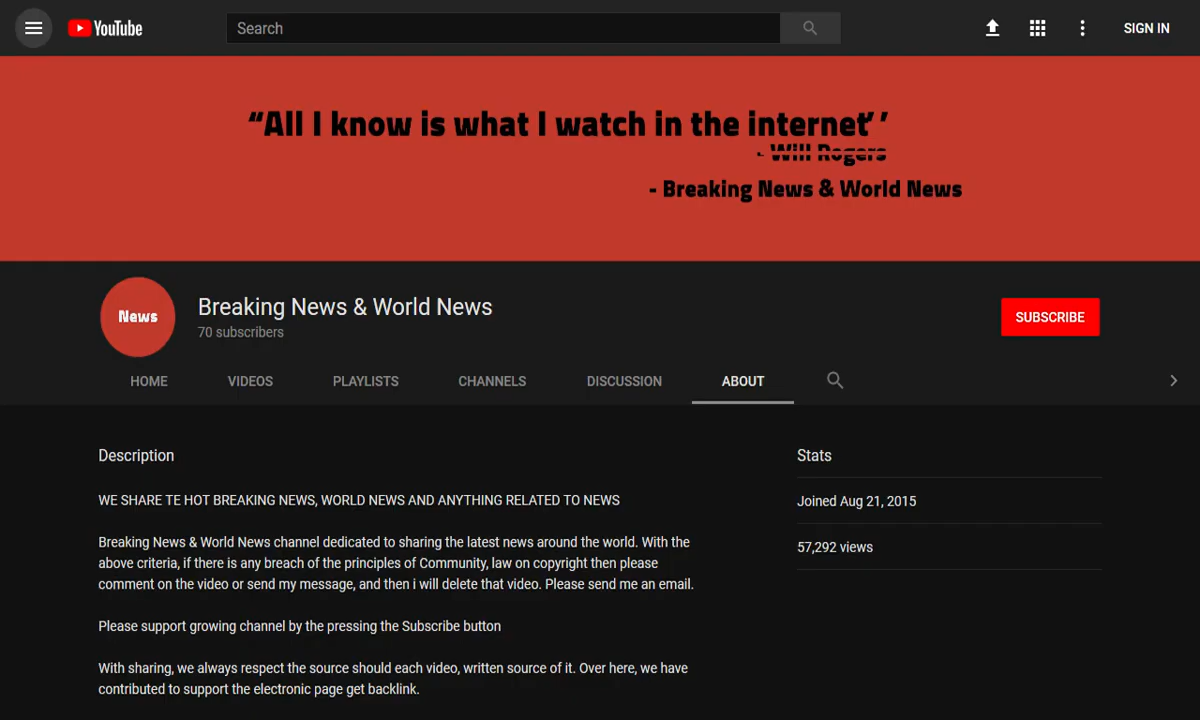 YouTube
Search
SIGN IN
“All I know is what I watch in the internet’’
- Will Rogers
- Breaking News & World News
News
Breaking News & World News
70 subscribers
SUBSCRIBE
HOME
VIDEOS
PLAYLISTS
CHANNELS
DISCUSSION
ABOUT
Description
WE SHARE TE HOT BREAKING NEWS, WORLD NEWS AND ANYTHING RELATED TO NEWS
Breaking News & World News channel dedicated to sharing the latest news around the world. With the
above criteria, if there is any breach of the principles of Community, law on copyright then please
comment on the video or send my message, and then i will delete that video. Please send me an email.
Please support growing channel by the pressing the Subscribe button
With sharing, we always respect the source should each video, written source of it. Over here, we have
contributed to support the electronic page get backlink.
Stats
Joined Aug 21, 2015
57,292 views